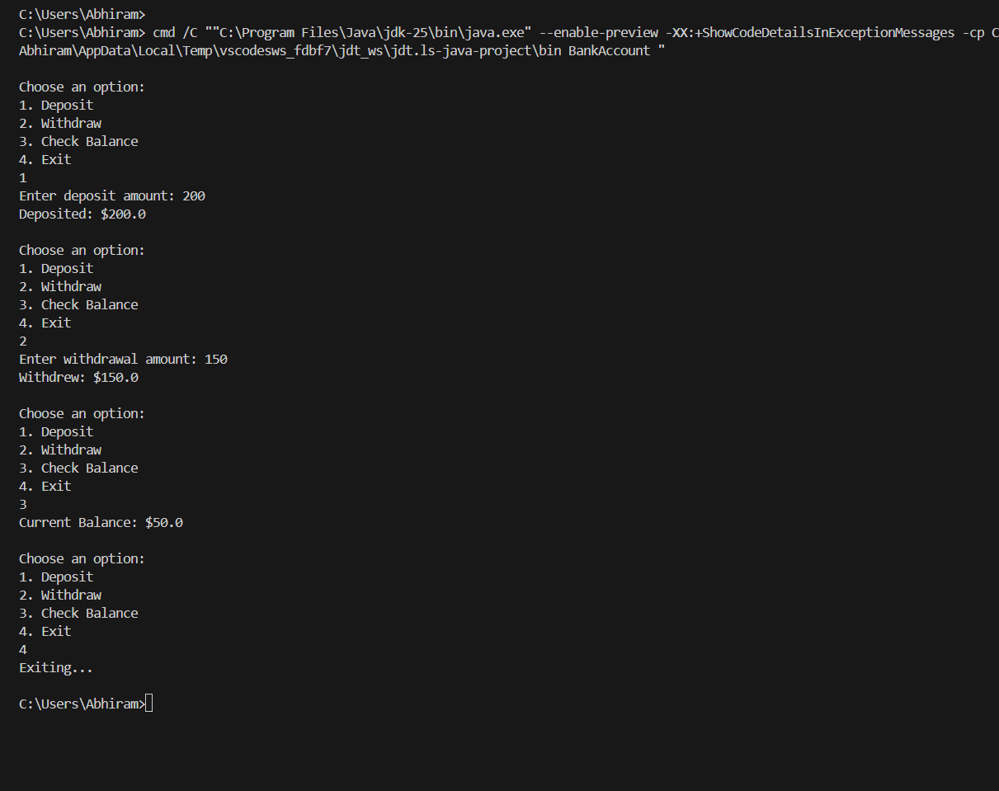 C:\Users\Abhiram>
C:\Users\Abhiram> cmd /C ""C:\Program Files\Java\jdk-25\bin\java.exe" --enable-preview -XX:+ShowCodeDetailsInExceptionMessages -cp C
Abhiram\AppData\Local\Temp\vscodesws_fdbf7\jdt_ws\jdt.ls-java-project\bin BankAccount "
Choose an option:
1. Deposit
2. Withdraw
3. Check Balance
4. Exit
1
Enter deposit amount: 200
Deposited: $200.0
Choose an option:
1. Deposit
2. Withdraw
3. Check Balance
4. Exit
2
Enter withdrawal amount: 150
Withdrew: $150.0
Choose an option:
1. Deposit
2. Withdraw
3. Check Balance
4. Exit
3
Current Balance: $50.0
Choose an option:
1. Deposit
2. Withdraw
3. Check Balance
4. Exit
4
Exiting...
C:\Users\Abhiram>